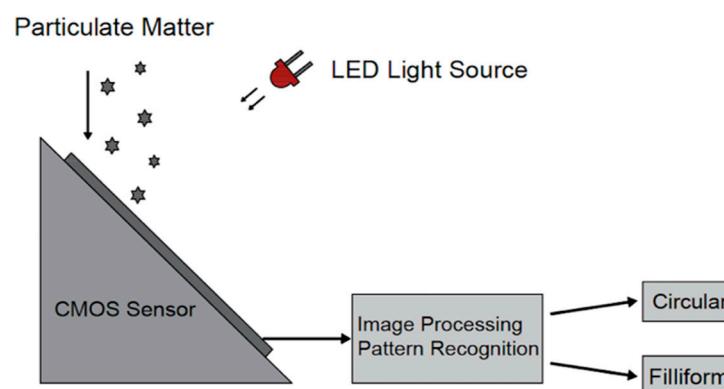 Particulate Matter
LED Light Source
CMOS Sensor
Image Processing
Pattern Recognition
Circular
Filliform